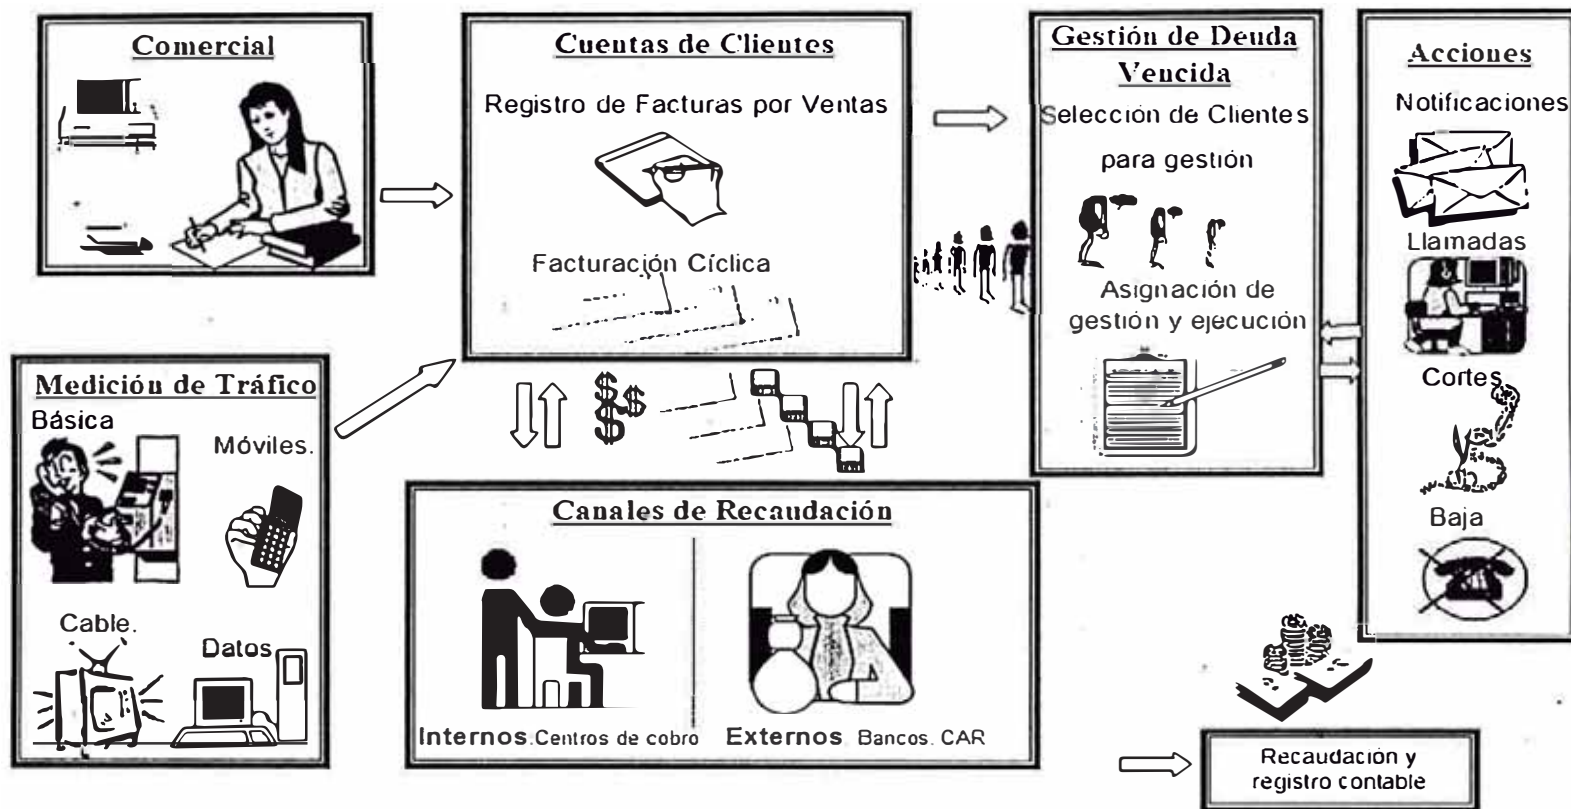 Comercial
Cuentas de Clientes
Registro de Facturas por Ventas
Facturación Cíclica
Gestión de Deuda
Vencida
Selección de Clientes
para gestión
Asignación de
gestión y ejecución
Acciones
Notificaciones
Llamadas
Cortes
Baja
Medición de Tráfico
Básica
Móviles.
Cable.
Datos
$
$
$
Canales de Recaudación
Internos. Centros de cobro
Externos. Bancos. CAR
Recaudación y
registro contable